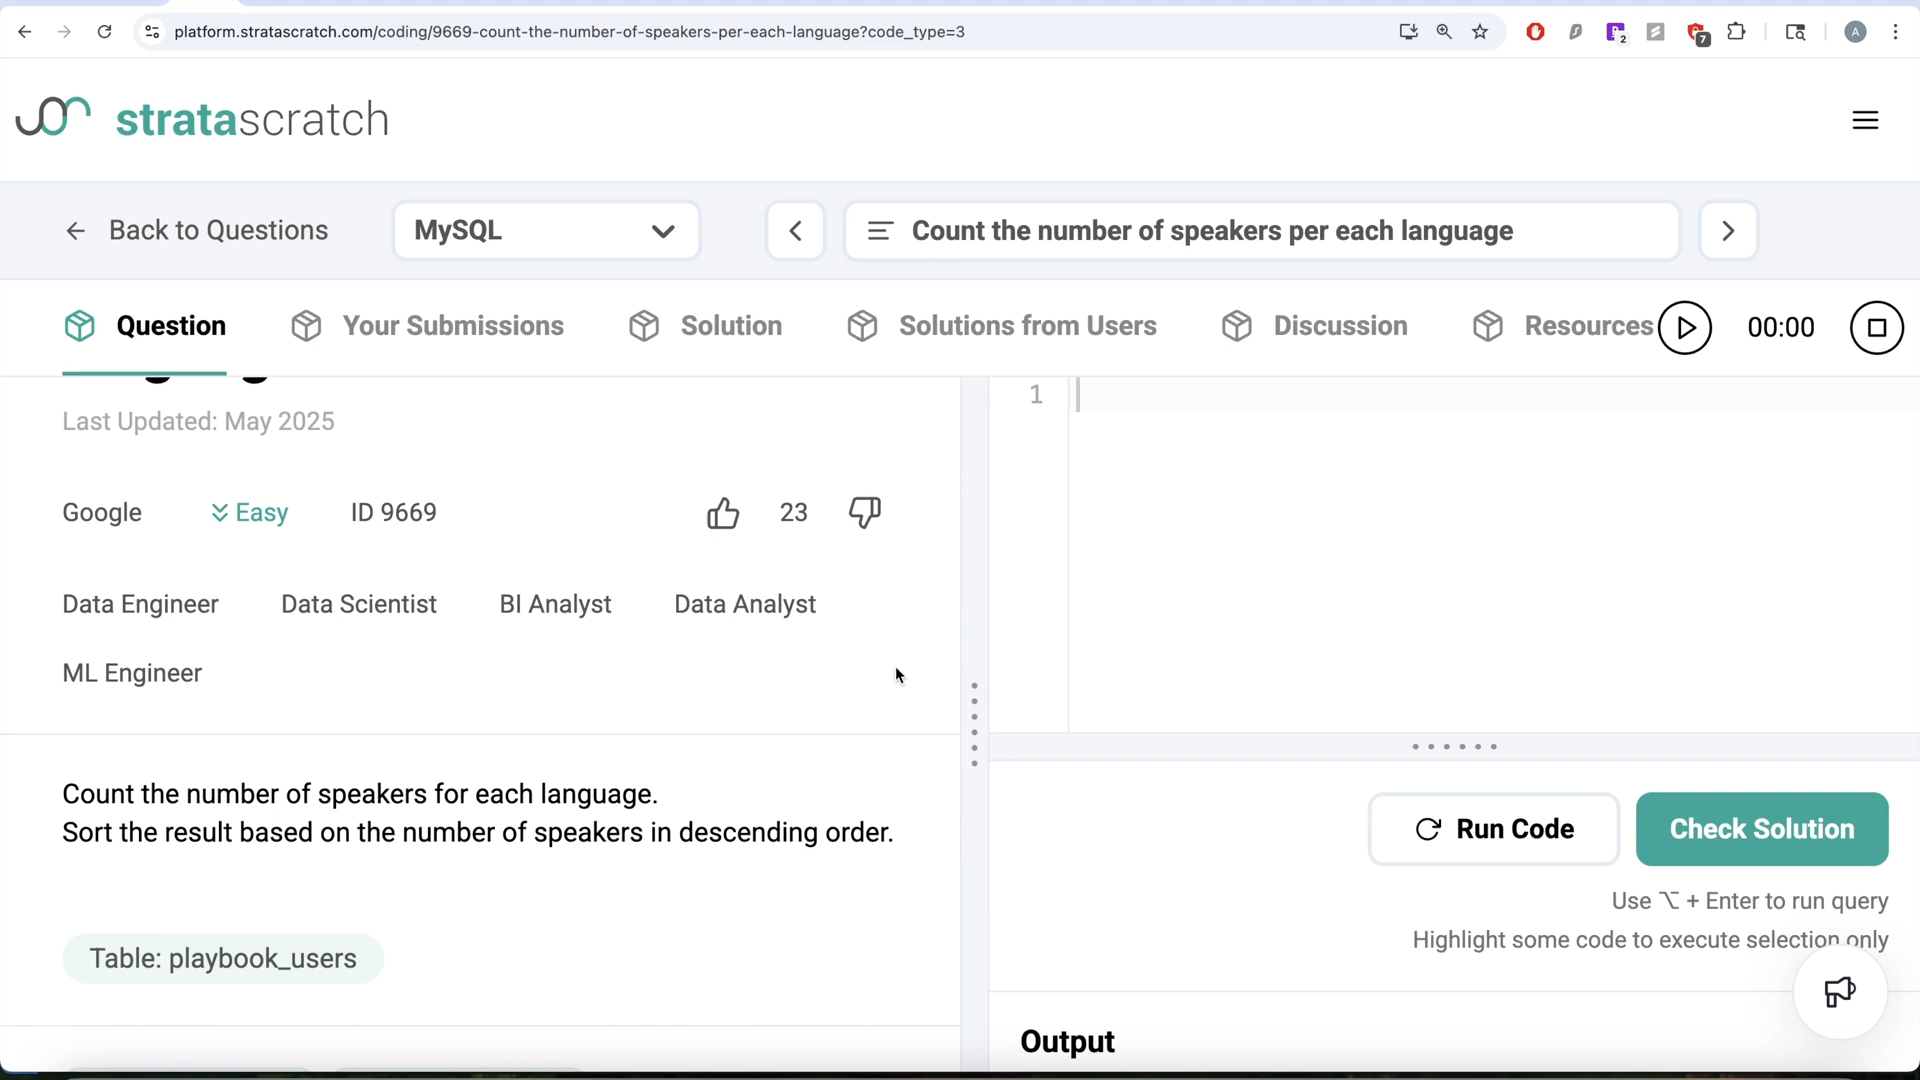 platform.stratascratch.com/coding/9669-count-the-number-of-speakers-per-each-language?code_type=3
2
7
A
stratascratch
Back to Questions
MySQL
Count the number of speakers per each language
Question
Your Submissions
Solution
Solutions from Users
Discussion
Resources
00:00
Last Updated: May 2025
1
Google
Easy
ID 9669
23
Data Engineer
Data Scientist
BI Analyst
Data Analyst
ML Engineer
Count the number of speakers for each language.
Sort the result based on the number of speakers in descending order.
Table: playbook_users
Run Code
Check Solution
Use ⌥ + Enter to run query
Highlight some code to execute selection only
Output